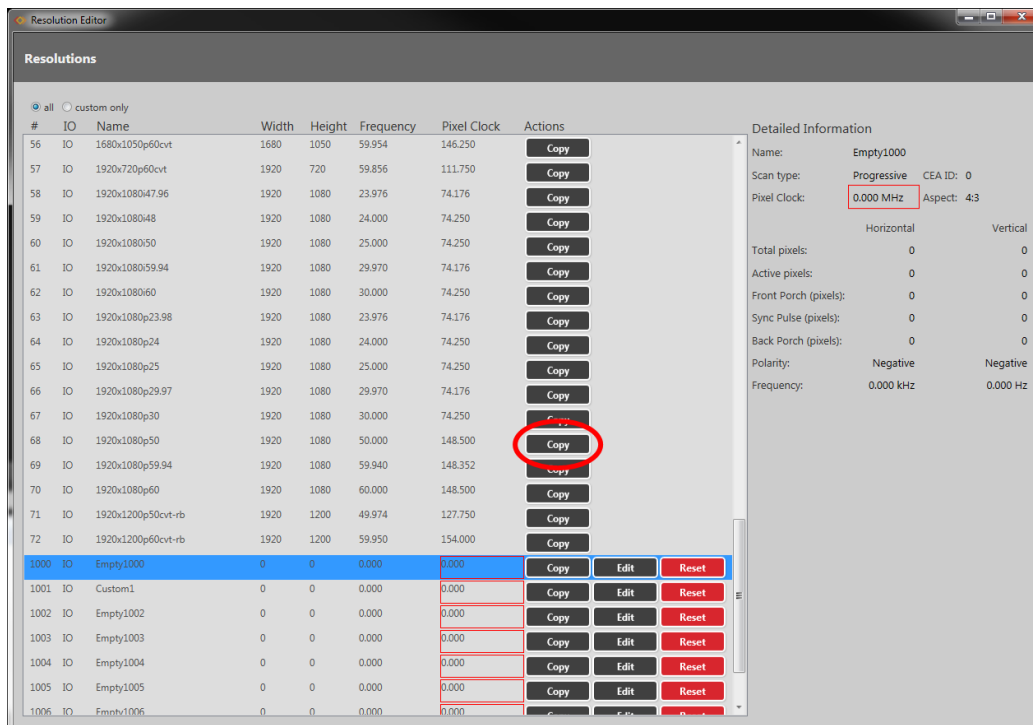 Resolution Editor
Resolutions
all custom only
# IO Name Width Height Frequency Pixel Clock Actions
56 IO 1680x1050p60cvt 1680 1050 59.954 146.250 Copy
57 IO 1920x720p60cvt 1920 720 59.856 111.750 Copy
58 IO 1920x1080i47.96 1920 1080 23.976 74.176 Copy
59 IO 1920x1080i48 1920 1080 24.000 74.250 Copy
60 IO 1920x1080i50 1920 1080 25.000 74.250 Copy
61 IO 1920x1080i59.94 1920 1080 29.970 74.176 Copy
62 IO 1920x1080i60 1920 1080 30.000 74.250 Copy
63 IO 1920x1080p23.98 1920 1080 23.976 74.176 Copy
64 IO 1920x1080p24 1920 1080 24.000 74.250 Copy
65 IO 1920x1080p25 1920 1080 25.000 74.250 Copy
66 IO 1920x1080p29.97 1920 1080 29.970 74.176 Copy
67 IO 1920x1080p30 1920 1080 30.000 74.250 Copy
68 IO 1920x1080p50 1920 1080 50.000 148.500 Copy
69 IO 1920x1080p59.94 1920 1080 59.940 148.352 Copy
70 IO 1920x1080p60 1920 1080 60.000 148.500 Copy
71 IO 1920x1200p50cvt-rb 1920 1200 49.974 127.750 Copy
72 IO 1920x1200p60cvt-rb 1920 1200 59.950 154.000 Copy
1000 IO Empty1000 0 0 0.000 0.000 Copy Edit Reset
1001 IO Custom1 0 0 0.000 0.000 Copy Edit Reset
1002 IO Empty1002 0 0 0.000 0.000 Copy Edit Reset
1003 IO Empty1003 0 0 0.000 0.000 Copy Edit Reset
1004 IO Empty1004 0 0 0.000 0.000 Copy Edit Reset
1005 IO Empty1005 0 0 0.000 0.000 Copy Edit Reset
1006 IO Empty1006 0 0 0.000 0.000 Copy Edit Reset
Detailed Information
Name: Empty1000
Scan type: Progressive CEA ID: 0
Pixel Clock: 0.000 MHz Aspect: 4:3
Horizontal Vertical
Total pixels: 0 0
Active pixels: 0 0
Front Porch (pixels): 0 0
Sync Pulse (pixels): 0 0
Back Porch (pixels): 0 0
Polarity: Negative Negative
Frequency: 0.000 kHz 0.000 Hz